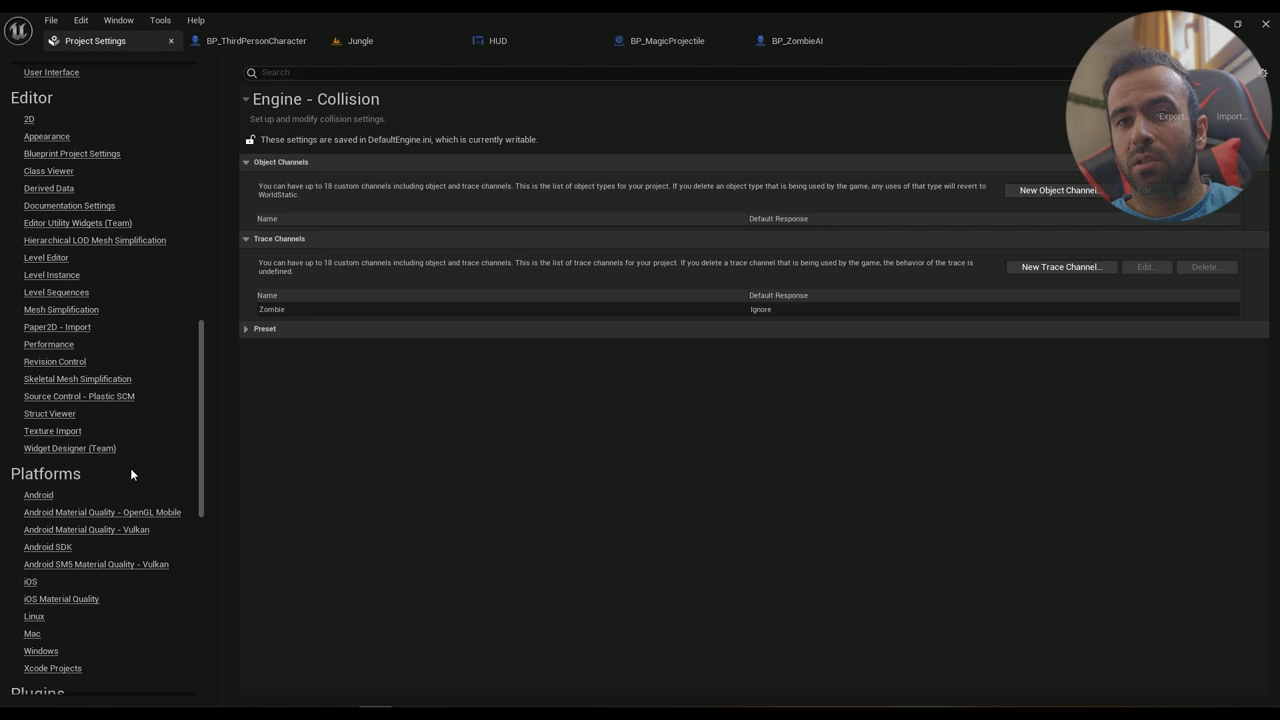 File Edit Window Tools Help
Project Settings BP_ThirdPersonCharacter Jungle HUD BP_MagicProjectile BP_ZombieAI
User Interface
Editor
2D
Appearance
Blueprint Project Settings
Class Viewer
Derived Data
Documentation Settings
Editor Utility Widgets (Team)
Hierarchical LOD Mesh Simplification
Level Editor
Level Instance
Level Sequences
Mesh Simplification
Paper2D - Import
Performance
Revision Control
Skeletal Mesh Simplification
Source Control - Plastic SCM
Struct Viewer
Texture Import
Widget Designer (Team)
Platforms
Android
Android Material Quality - OpenGL Mobile
Android Material Quality - Vulkan
Android SDK
Android SM5 Material Quality - Vulkan
iOS
iOS Material Quality
Linux
Mac
Windows
Xcode Projects
Plugins
Search
Engine - Collision
Set up and modify collision settings.
Export... Import...
These settings are saved in DefaultEngine.ini, which is currently writable.
Object Channels
You can have up to 18 custom channels including object and trace channels. This is the list of object types for your project. If you delete an object type that is being used by the game, any uses of that type will revert to
WorldStatic.
New Object Channel...
Name Default Response
Trace Channels
You can have up to 18 custom channels including object and trace channels. This is the list of trace channels for your project. If you delete a trace channel that is being used by the game, the behavior of the trace is
undefined.
New Trace Channel... Edit... Delete...
Name Default Response
Zombie Ignore
Preset